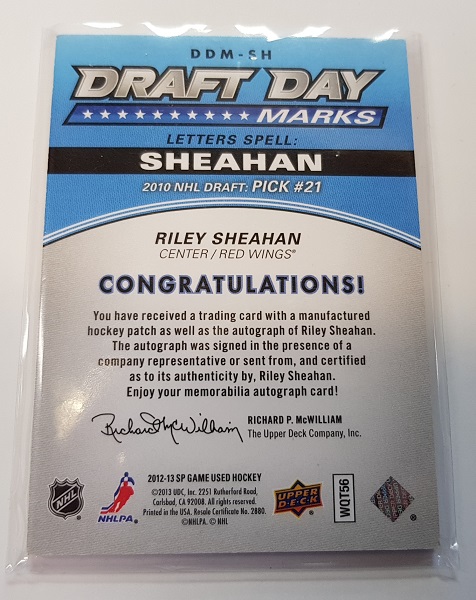 DDM-SH
DRAFT DAY
MARKS
LETTERS SPELL:
SHEAHAN
2010 NHL DRAFT: PICK #21
RILEY SHEAHAN
CENTER / RED WINGS®
CONGRATULATIONS!
You have received a trading card with a manufactured
hockey patch as well as the autograph of Riley Sheahan.
The autograph was signed in the presence of a
company representative or sent from, and certified
as to its authenticity by, Riley Sheahan.
Enjoy your memorabilia autograph card!
Richard P. McWilliam
RICHARD P. McWILLIAM
The Upper Deck Company, Inc.
2012-13 SP GAME USED HOCKEY
©2013 UDC, Inc. 2251 Rutherford Road,
Carlsbad, CA 92008. All rights reserved.
Printed in the USA. Resale Certificate No. 2880.
©NHLPA. © NHL
NHL
NHLPA.
UPPER
DECK
WQT56